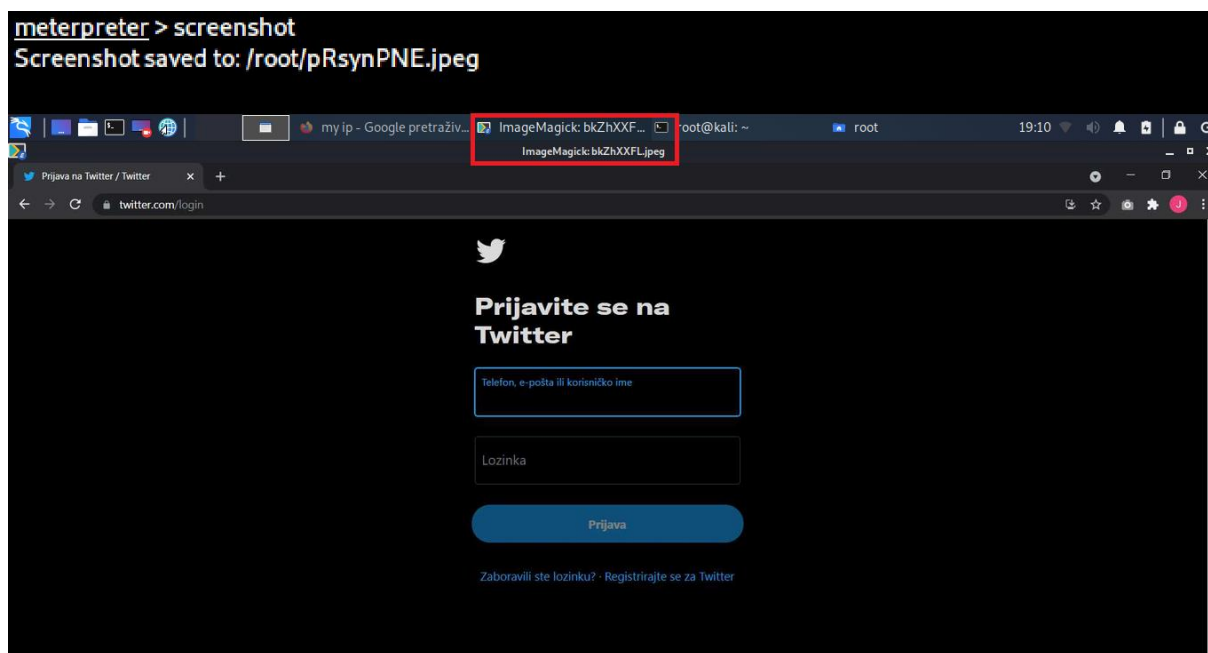 meterpreter > screenshot
Screenshot saved to: /root/pRsynPNE.jpeg
my ip - Google pretraživ... ImageMagick: bkZhXXF... root@kali: ~ root 19:10
ImageMagick: bkZhXXFL.jpeg
Prijava na Twitter / Twitter
twitter.com/login J
Prijavite se na
Twitter
Telefon, e-pošta ili korisničko ime
Lozinka
Prijava
Zaboravili ste lozinku? · Registrirajte se za Twitter